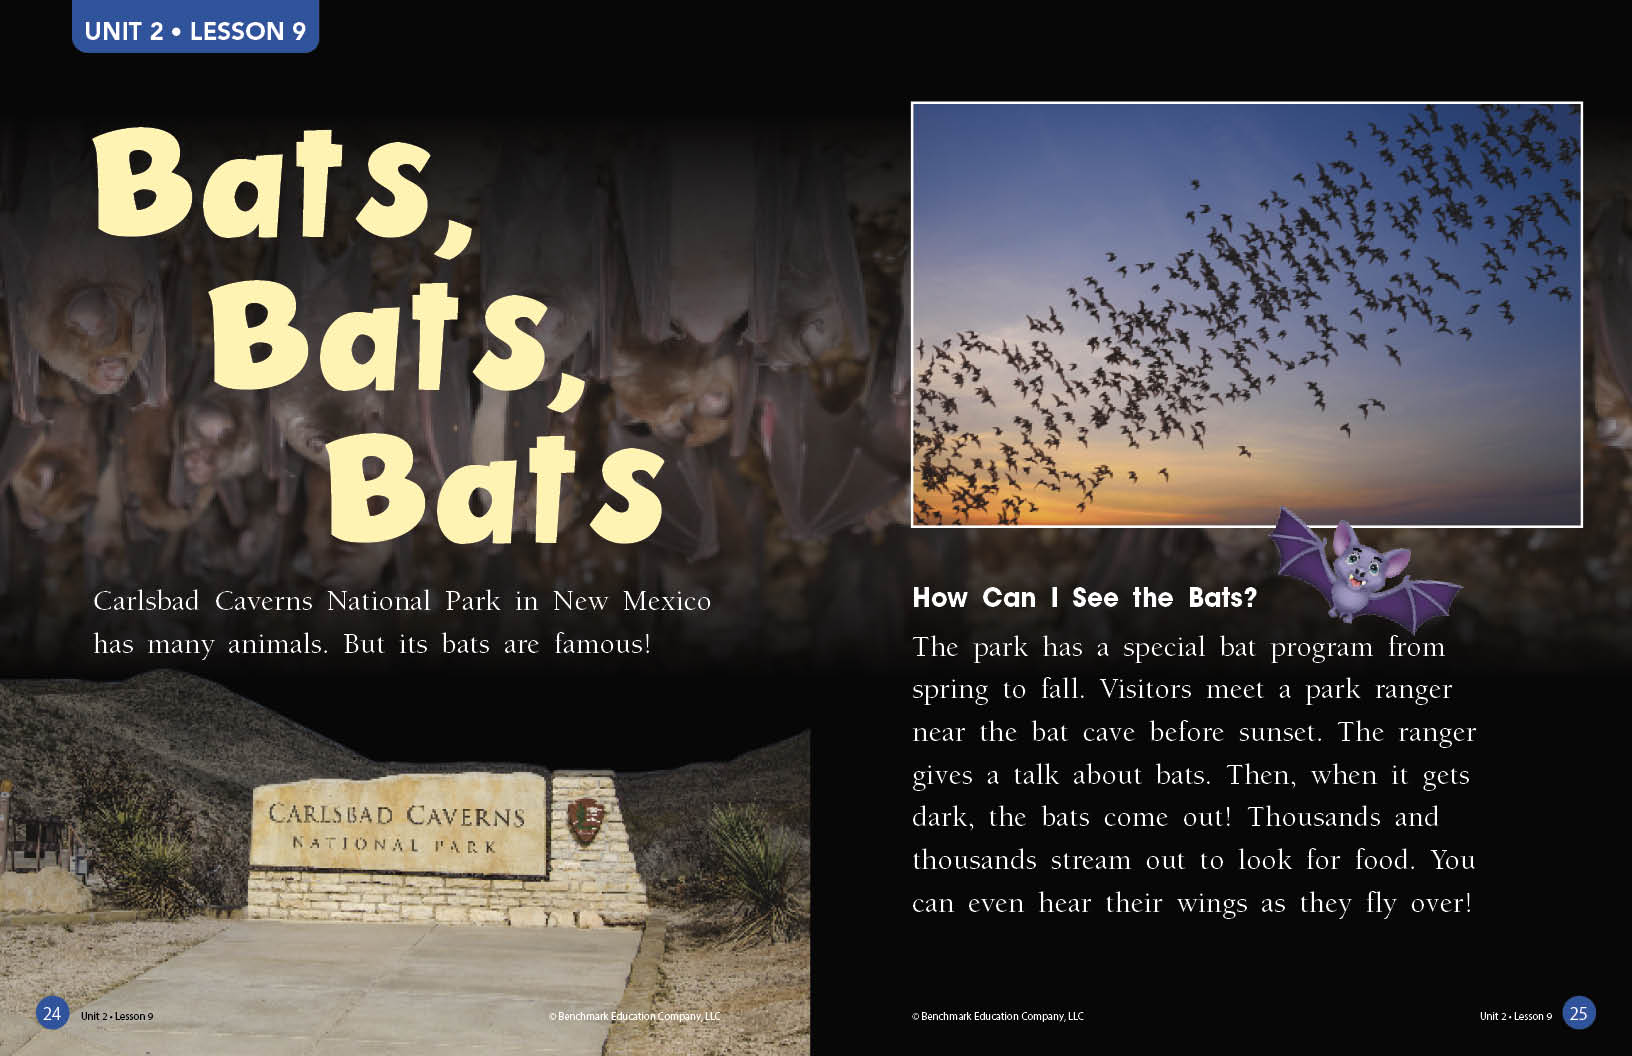 UNIT 2 • LESSON 9
Bats,
Bats,
Bats
Carlsbad Caverns National Park in New Mexico
has many animals. But its bats are famous!
CARLSBAD CAVERNS
NATIONAL PARK
24
Unit 2 • Lesson 9
© Benchmark Education Company, LLC
How Can I See the Bats?
The park has a special bat program from
spring to fall. Visitors meet a park ranger
near the bat cave before sunset. The ranger
gives a talk about bats. Then, when it gets
dark, the bats come out! Thousands and
thousands stream out to look for food. You
can even hear their wings as they fly over!
© Benchmark Education Company, LLC
Unit 2 • Lesson 9
25